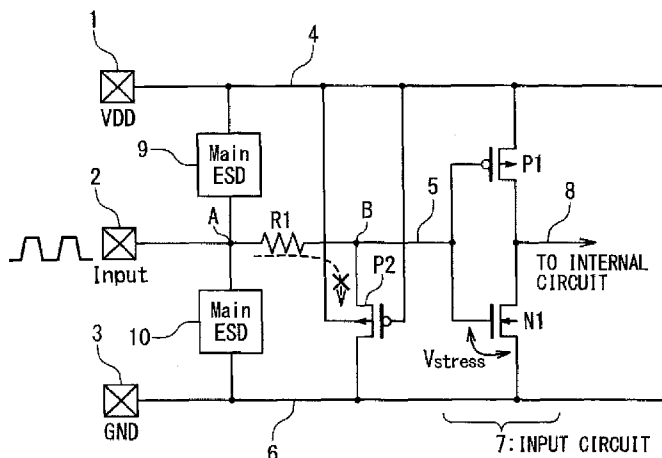 1
4
VDD
9
Main
ESD
P1
2
A
R1
B
5
8
P2
Input
TO INTERNAL
CIRCUIT
10
Main
ESD
N1
3
Vstress
GND
6
7:INPUT CIRCUIT